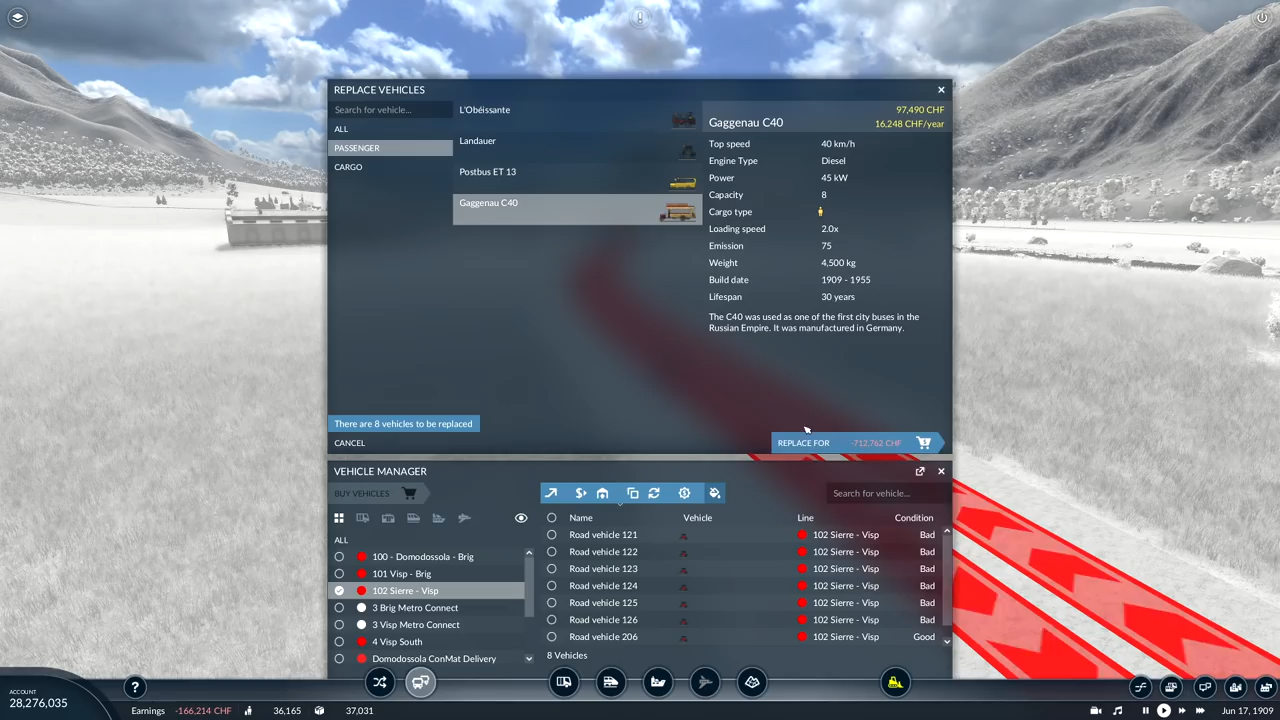 REPLACE VEHICLES
Search for vehicle...
ALL
PASSENGER
CARGO
L'Obéissante
Landauer
Postbus ET 13
Gaggenau C40
97,490 CHF
Gaggenau C40
16,248 CHF/year
Top speed 40 km/h
Engine Type Diesel
Power 45 kW
Capacity 8
Cargo type
Loading speed 2.0x
Emission 75
Weight 4,500 kg
Build date 1909 - 1955
Lifespan 30 years
The C40 was used as one of the first city buses in the
Russian Empire. It was manufactured in Germany.
There are 8 vehicles to be replaced
CANCEL
REPLACE FOR -712,762 CHF
VEHICLE MANAGER
BUY VEHICLES
Search for vehicle...
ALL
100 - Domodossola - Brig
101 Visp - Brig
102 Sierre - Visp
3 Brig Metro Connect
3 Visp Metro Connect
4 Visp South
Domodossola ConMat Delivery
Name Vehicle Line Condition
Road vehicle 121 102 Sierre - Visp Bad
Road vehicle 122 102 Sierre - Visp Bad
Road vehicle 123 102 Sierre - Visp Bad
Road vehicle 124 102 Sierre - Visp Bad
Road vehicle 125 102 Sierre - Visp Bad
Road vehicle 126 102 Sierre - Visp Bad
Road vehicle 206 102 Sierre - Visp Good
8 Vehicles
ACCOUNT
28,276,035
?
Earnings -166,214 CHF 36,165 37,031
Jun 17, 1909